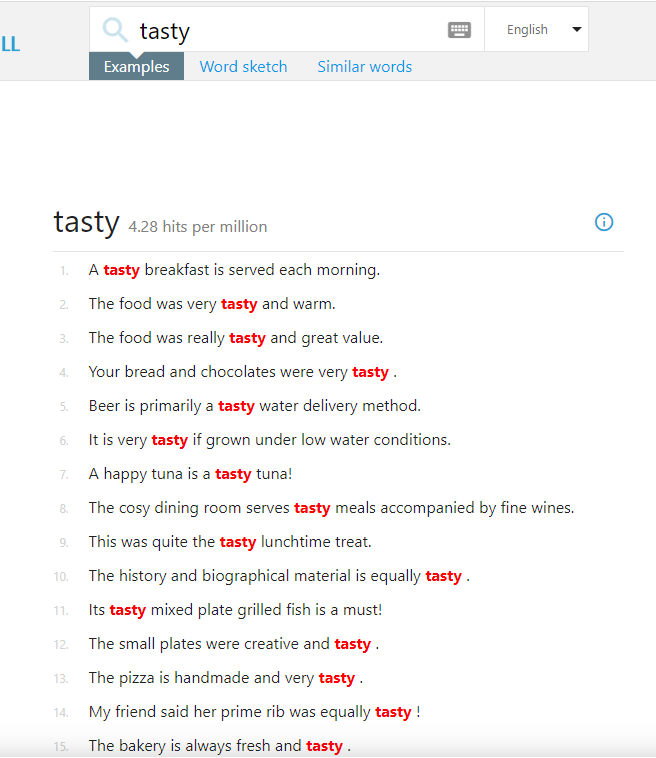 LL
tasty
English
Examples Word sketch Similar words
tasty 4.28 hits per million
1. A tasty breakfast is served each morning.
2. The food was very tasty and warm.
3. The food was really tasty and great value.
4. Your bread and chocolates were very tasty .
5. Beer is primarily a tasty water delivery method.
6. It is very tasty if grown under low water conditions.
7. A happy tuna is a tasty tuna!
8. The cosy dining room serves tasty meals accompanied by fine wines.
9. This was quite the tasty lunchtime treat.
10. The history and biographical material is equally tasty .
11. Its tasty mixed plate grilled fish is a must!
12. The small plates were creative and tasty .
13. The pizza is handmade and very tasty .
14. My friend said her prime rib was equally tasty !
15. The bakery is always fresh and tasty .